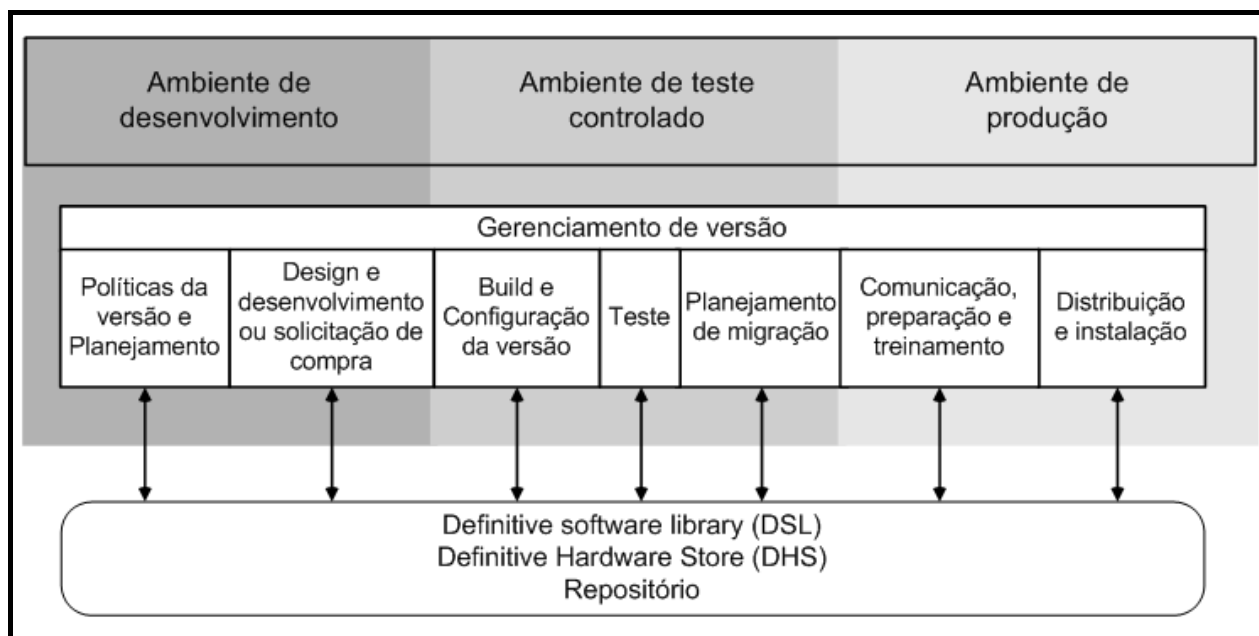 Ambiente de
desenvolvimento
Ambiente de teste
controlado
Ambiente de
produção
Gerenciamento de versão
Políticas da
versão e
Planejamento
Design e
desenvolvimento
ou solicitação de
compra
Build e
Configuração
da versão
Teste
Planejamento
de migração
Comunicação,
preparação e
treinamento
Distribuição
e instalação
Definitive software library (DSL)
Definitive Hardware Store (DHS)
Repositório